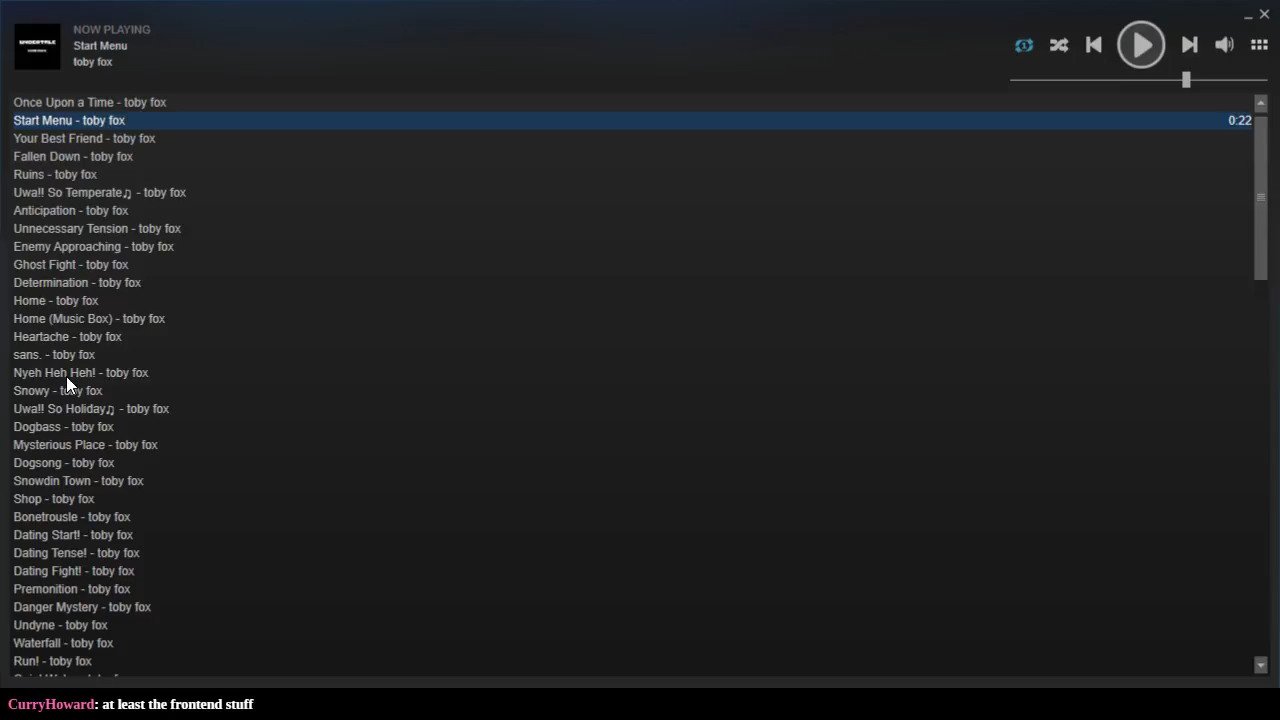 UNDERTALE
NOW PLAYING
Start Menu
toby fox
Once Upon a Time - toby fox
Start Menu - toby fox 0:22
Your Best Friend - toby fox
Fallen Down - toby fox
Ruins - toby fox
Uwa!! So Temperate♫ - toby fox
Anticipation - toby fox
Unnecessary Tension - toby fox
Enemy Approaching - toby fox
Ghost Fight - toby fox
Determination - toby fox
Home - toby fox
Home (Music Box) - toby fox
Heartache - toby fox
sans. - toby fox
Nyeh Heh Heh! - toby fox
Snowy - toby fox
Uwa!! So Holiday♫ - toby fox
Dogbass - toby fox
Mysterious Place - toby fox
Dogsong - toby fox
Snowdin Town - toby fox
Shop - toby fox
Bonetrousle - toby fox
Dating Start! - toby fox
Dating Tense! - toby fox
Dating Fight! - toby fox
Premonition - toby fox
Danger Mystery - toby fox
Undyne - toby fox
Waterfall - toby fox
Run! - toby fox
CurryHoward: at least the frontend stuff